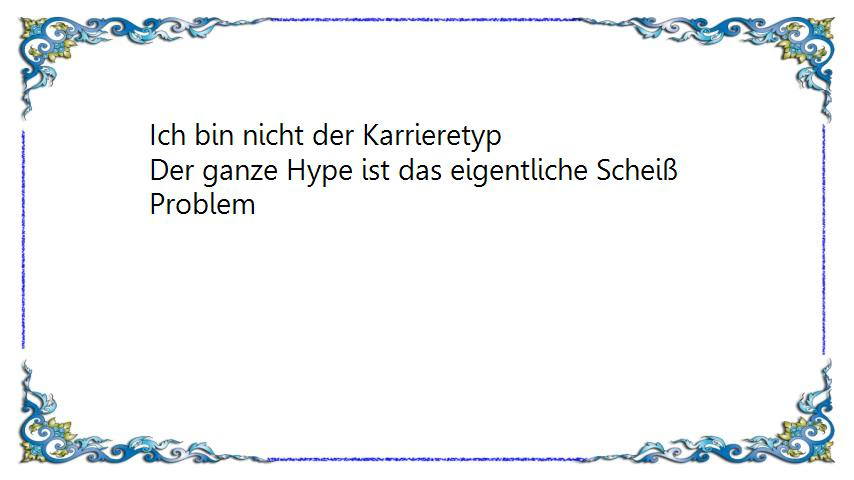 Ich bin nicht der Karrieretyp
Der ganze Hype ist das eigentliche Scheiß
Problem